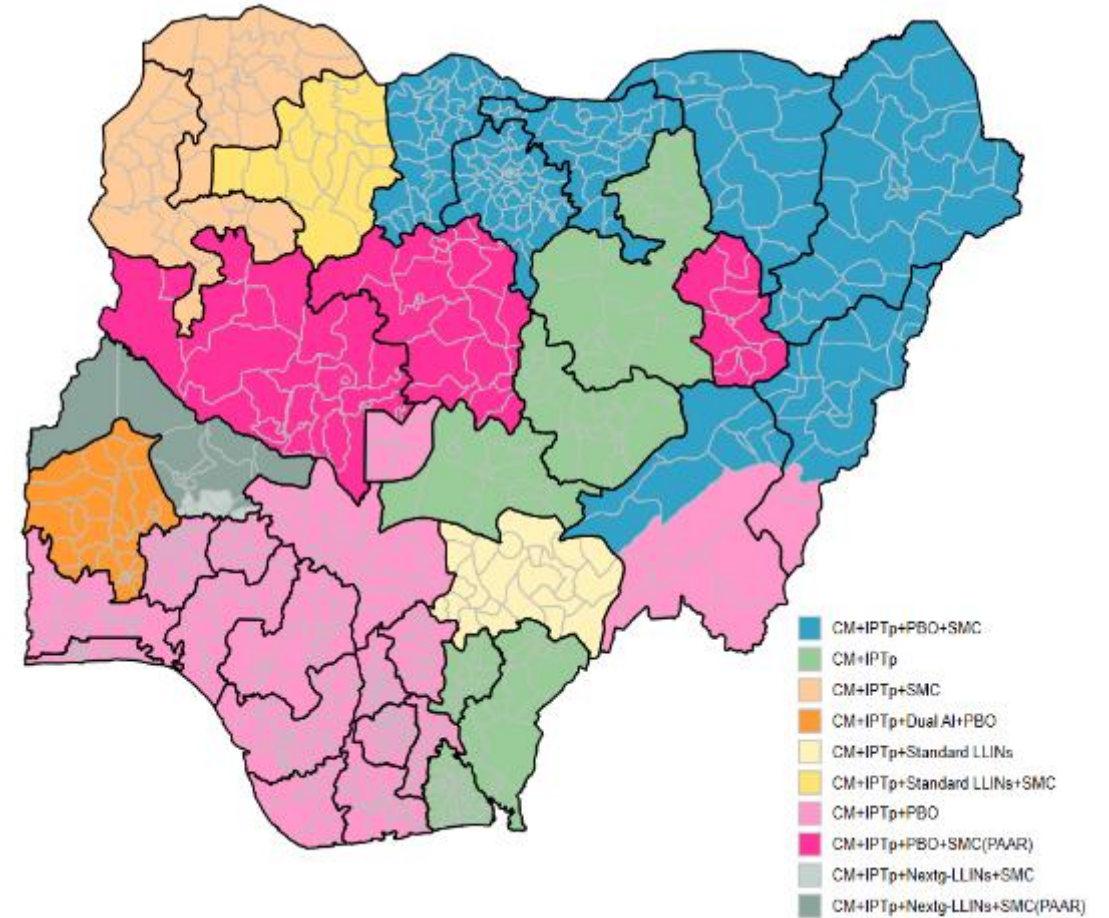 CM+IPTp+PBO+SMC
CM+IPTp
CM+IPTp+SMC
CM+IPTp+Dual AI+PBO
CM+IPTp+Standard LLINs
CM+IPTp+Standard LLINs+SMC
CM+IPTp+PBO
CM+IPTp+PBO+SMC(PAAR)
CM+IPTp+Nextg-LLINs+SMC
CM+IPTp+Nextg-LLINs+SMC(PAAR)